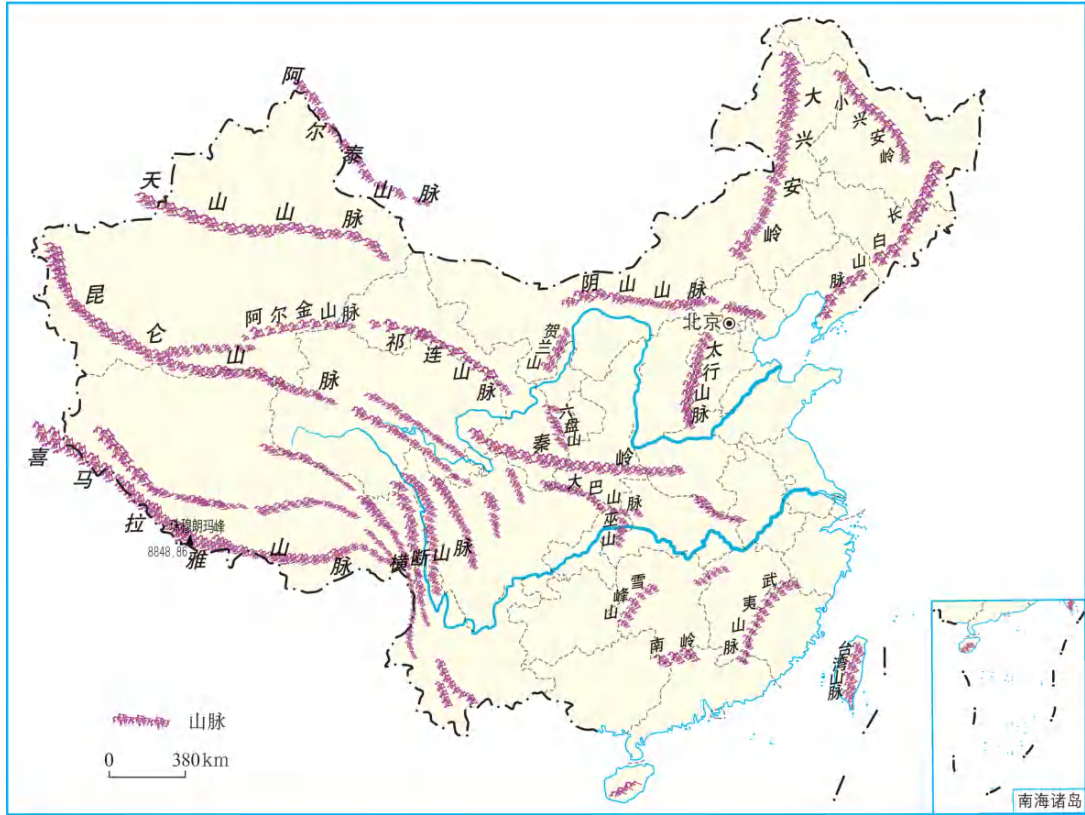 阿尔泰山脉
天山山脉
昆仑山脉
阿尔金山脉
祁连山脉
大兴安岭
小兴安岭
长白山脉
阴山山脉
北京
贺兰山
太行山脉
六盘山
秦岭
大巴山脉
巫山
喜马拉雅山脉
珠穆朗玛峰
8848.86
横断山脉
雪峰山
武夷山脉
南岭
台湾山脉
山脉
0 380km
南海诸岛